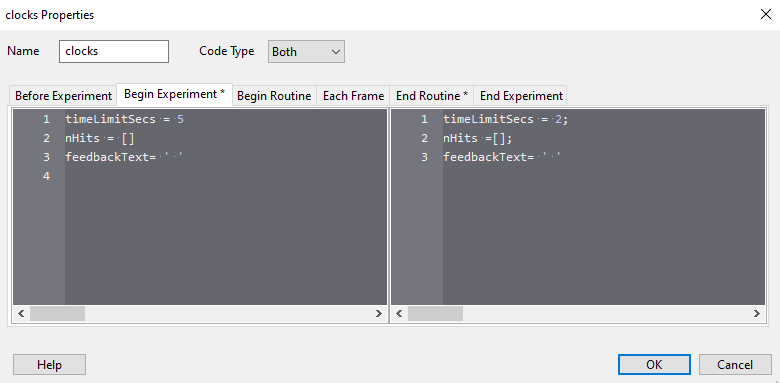 clocks Properties
Name clocks Code Type Both
Before Experiment Begin Experiment * Begin Routine Each Frame End Routine * End Experiment
1 timeLimitSecs = 5
2 nHits = []
3 feedbackText= ' '
4
1 timeLimitSecs = 2;
2 nHits =[];
3 feedbackText= ' '
Help OK Cancel